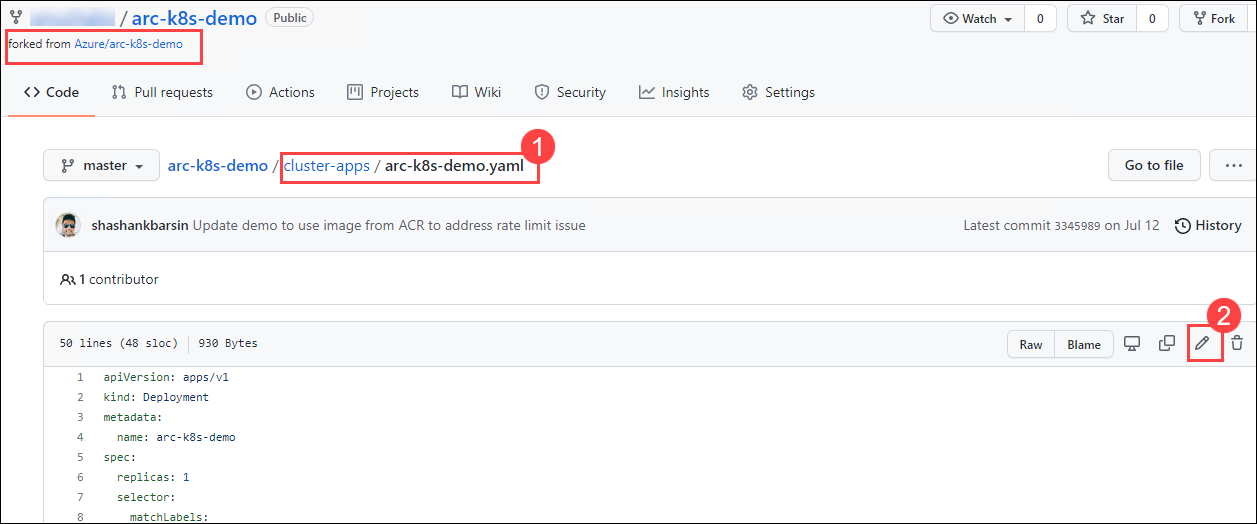 / arc-k8s-demo Public Watch 0 Star 0 Fork
forked from Azure/arc-k8s-demo
Code Pull requests Actions Projects Wiki Security Insights Settings
1
master arc-k8s-demo / cluster-apps / arc-k8s-demo.yaml Go to file ...
shashankbarsin Update demo to use image from ACR to address rate limit issue Latest commit 3345989 on Jul 12 History
1 contributor
2
50 lines (48 sloc) 930 Bytes Raw Blame
1 apiVersion: apps/v1
2 kind: Deployment
3 metadata:
4 name: arc-k8s-demo
5 spec:
6 replicas: 1
7 selector:
8 matchLabels: